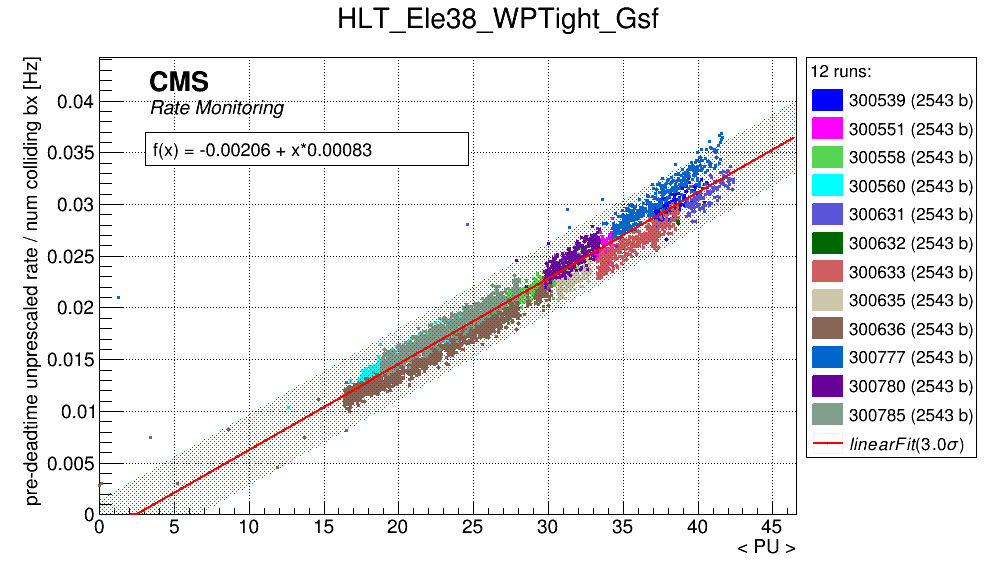 HLT_Ele38_WPTight_Gsf
pre-deadtime unprescaled rate / num colliding bx [Hz]
CMS
Rate Monitoring
f(x) = -0.00206 + x*0.00083
0.04
0.035
0.03
0.025
0.02
0.015
0.01
0.005
0
0 5 10 15 20 25 30 35 40 45
< PU >
12 runs:
300539 (2543 b)
300551 (2543 b)
300558 (2543 b)
300560 (2543 b)
300631 (2543 b)
300632 (2543 b)
300633 (2543 b)
300635 (2543 b)
300636 (2543 b)
300777 (2543 b)
300780 (2543 b)
300785 (2543 b)
linearFit(3.0σ)